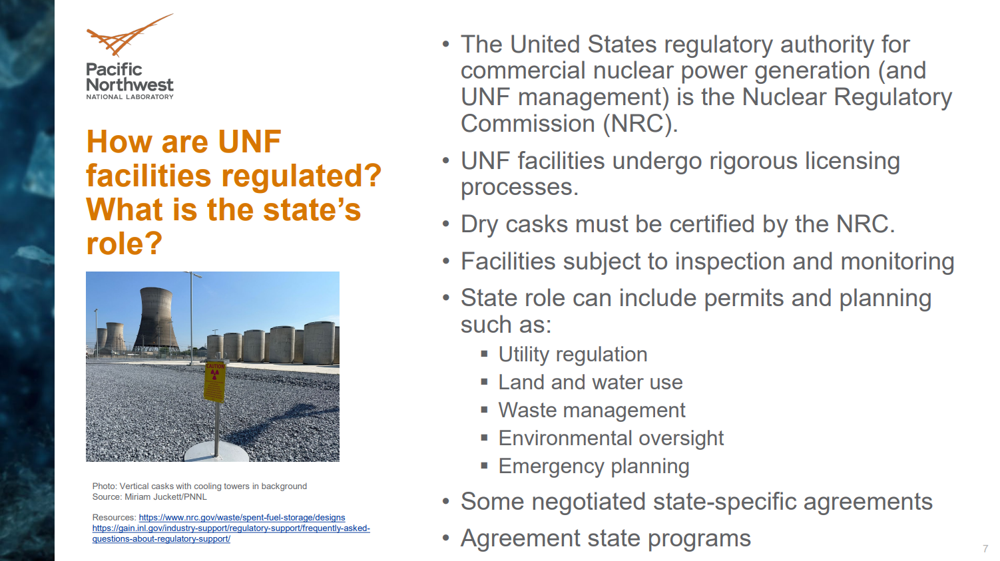 Pacific
Northwest
NATIONAL LABORATORY
How are UNF
facilities regulated?
What is the state’s
role?
CAUTION
Photo: Vertical casks with cooling towers in background
Source: Miriam Juckett/PNNL
Resources: https://www.nrc.gov/waste/spent-fuel-storage/designs
https://gain.inl.gov/industry-support/regulatory-support/frequently-asked-
questions-about-regulatory-support/
• The United States regulatory authority for
commercial nuclear power generation (and
UNF management) is the Nuclear Regulatory
Commission (NRC).
• UNF facilities undergo rigorous licensing
processes.
• Dry casks must be certified by the NRC.
• Facilities subject to inspection and monitoring
• State role can include permits and planning
such as:
▪ Utility regulation
▪ Land and water use
▪ Waste management
▪ Environmental oversight
▪ Emergency planning
• Some negotiated state-specific agreements
• Agreement state programs
7